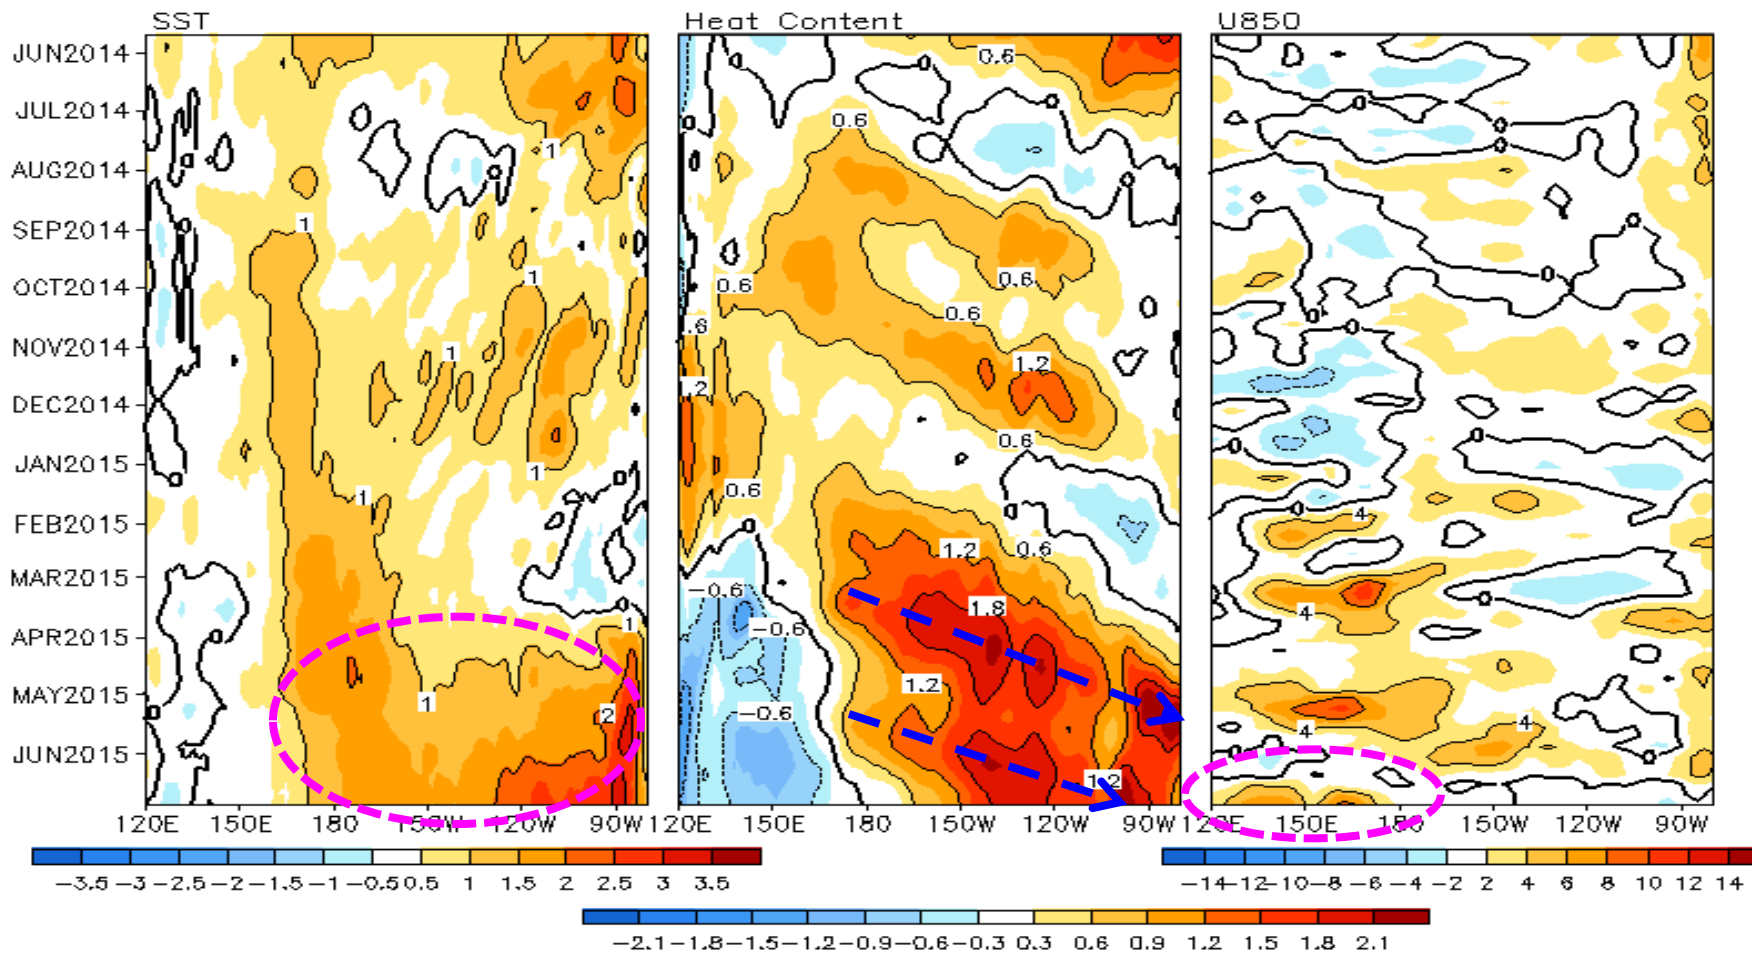 SST Heat Content U850
JUN2014
JUL2014
AUG2014
SEP2014
OCT2014
NOV2014
DEC2014
JAN2015
FEB2015
MAR2015
APR2015
MAY2015
JUN2015
120E 150E 180 150W 120W 90W
120E 150E 180 150W 120W 90W
120E 150E 180 150W 120W 90W
-3.5 -3 -2.5 -2 -1.5 -1 -0.5 0.5 1 1.5 2 2.5 3 3.5
-14 -12 -10 -8 -6 -4 -2 2 4 6 8 10 12 14
-2.1 -1.8 -1.5 -1.2 -0.9 -0.6 -0.3 0.3 0.6 0.9 1.2 1.5 1.8 2.1